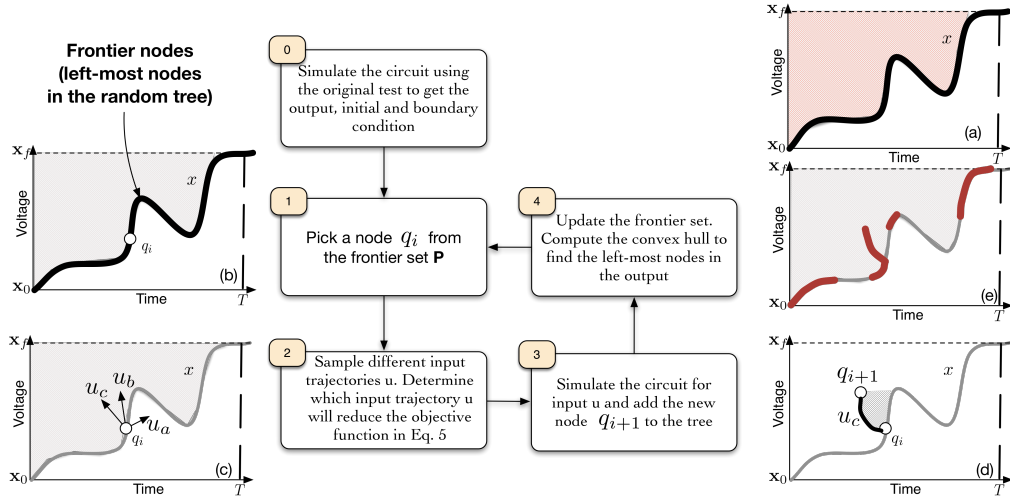 Frontier nodes
(left-most nodes
in the random tree)
x_f
x
Voltage
q_i
(b)
x_0
Time
T
x_f
u_b
u_c
x
Voltage
u_a
q_i
(c)
x_0
Time
T
0
Simulate the circuit using
the original test to get the
output, initial and boundary
condition
1
Pick a node q_i from
the frontier set P
2
Sample different input
trajectories u. Determine
which input trajectory u
will reduce the objective
function in Eq. 5
3
Simulate the circuit for
input u and add the new
node q_{i+1} to the tree
4
Update the frontier set.
Compute the convex hull to
find the left-most nodes in
the output
x_f
x
Voltage
(a)
x_0
Time
T
x_f
Voltage
(e)
x_0
Time
T
x_f
q_{i+1}
x
Voltage
u_c
q_i
(d)
x_0
Time
T